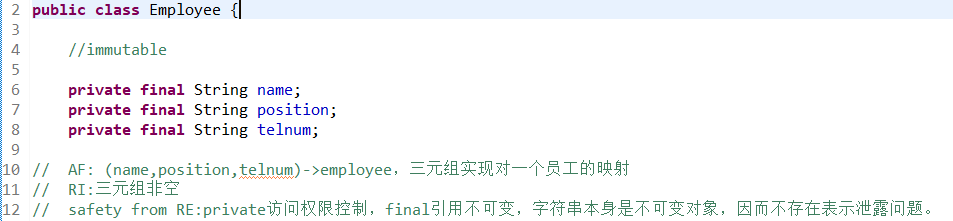 2 public class Employee {
3
4 //immutable
5
6 private final String name;
7 private final String position;
8 private final String telnum;
9
10 // AF: (name,position,telnum)->employee，三元组实现对一个员工的映射
11 // RI:三元组非空
12 // safety from RE:private访问权限控制，final引用不可变，字符串本身是不可变对象，因而不存在表示泄露问题。